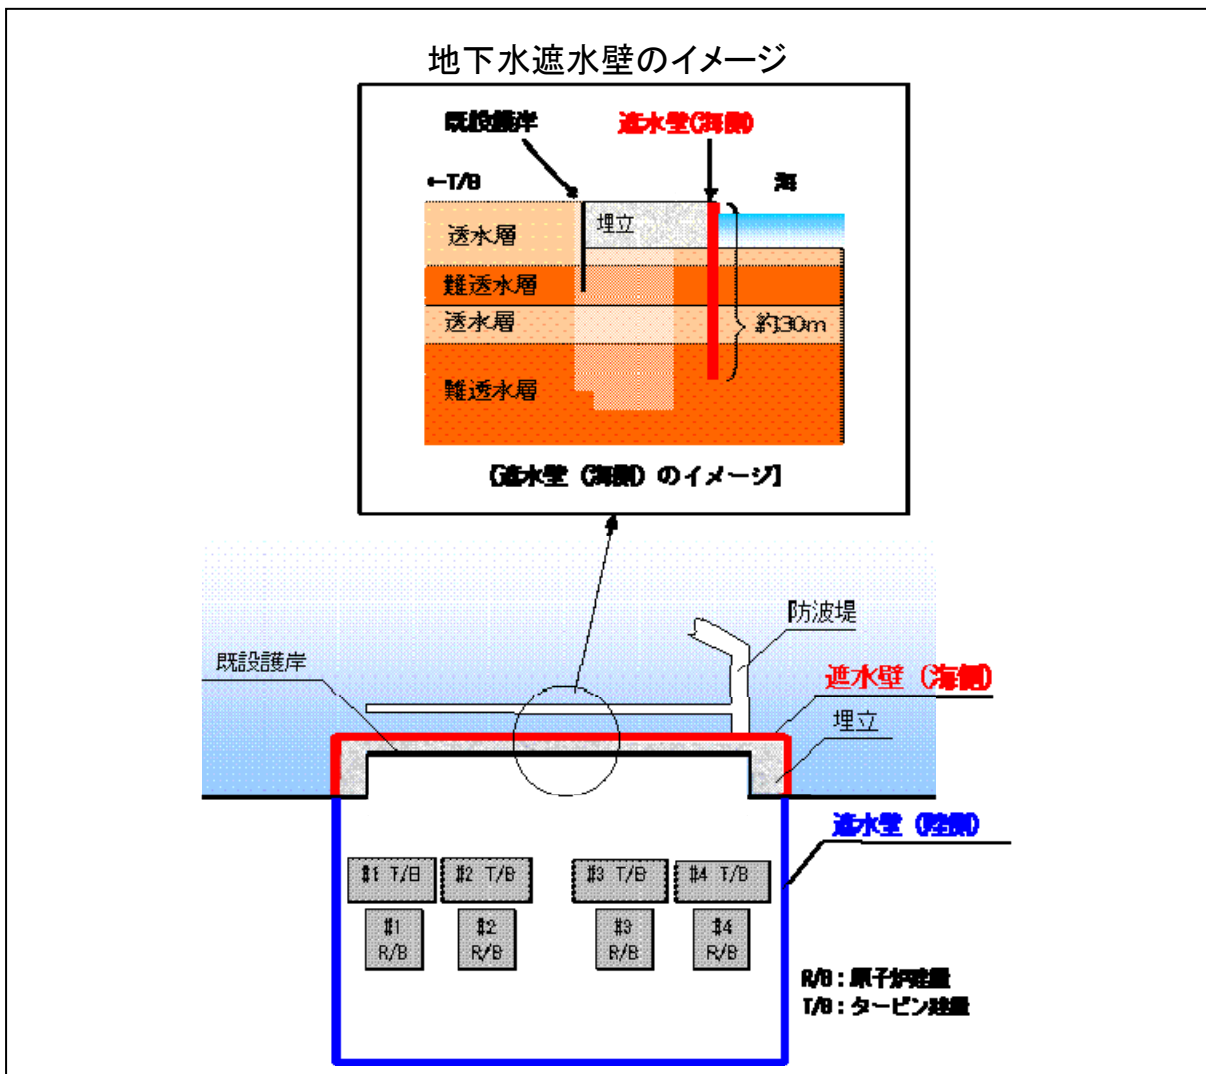 地下水遮水壁のイメージ
既設護岸
遮水壁(海側)
←T/B
海
透水層
埋立
難透水層
透水層
約30m
難透水層
[遮水壁（海側）のイメージ]
防波堤
既設護岸
遮水壁（海側）
埋立
遮水壁（陸側）
#1 T/B
#2 T/B
#3 T/B
#4 T/B
#1
R/B
#2
R/B
#3
R/B
#4
R/B
R/B：原子炉建屋
T/B：タービン建屋